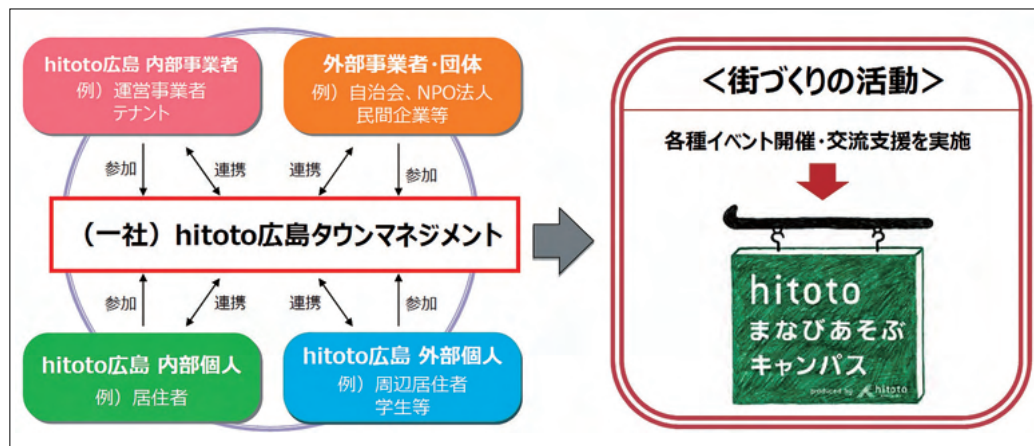 hitoto広島 内部事業者
例）運営事業者
テナント
外部事業者・団体
例）自治会、NPO法人
民間企業等
参加
連携
連携
参加
（一社）hitoto広島タウンマネジメント
参加
連携
連携
参加
hitoto広島 内部個人
例）居住者
hitoto広島 外部個人
例）周辺居住者
学生等
＜街づくりの活動＞
各種イベント開催・交流支援を実施
hitoto
まなびあそぶ
キャンパス
produced by hitoto